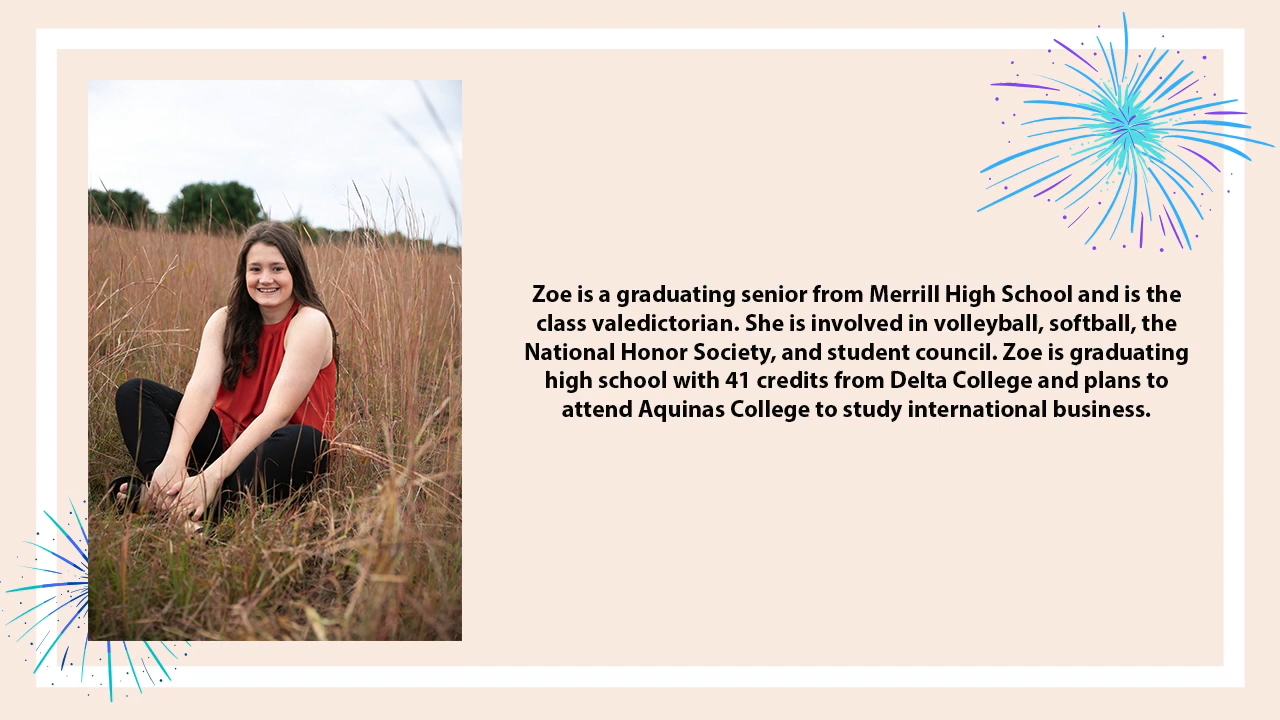 Zoe is a graduating senior from Merrill High School and is the
class valedictorian. She is involved in volleyball, softball, the
National Honor Society, and student council. Zoe is graduating
high school with 41 credits from Delta College and plans to
attend Aquinas College to study international business.